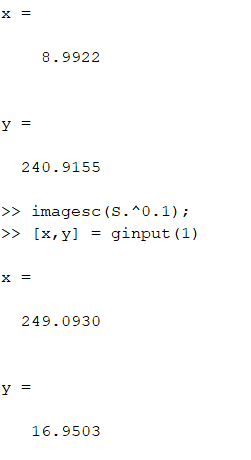 x =
8.9922
y =
240.9155
>> imagesc(S.^0.1);
>> [x,y] = ginput(1)
x =
249.0930
y =
16.9503